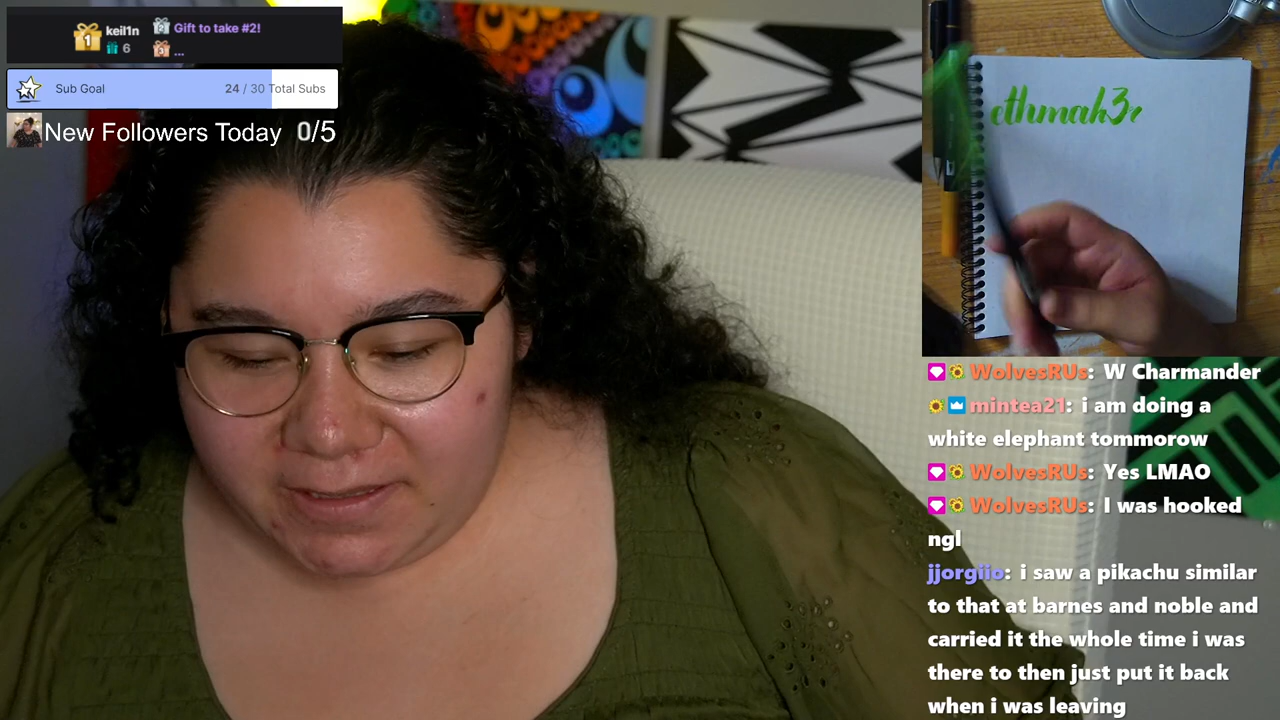 keil1n
6
Gift to take #2!
...
Sub Goal
24 / 30 Total Subs
New Followers Today 0/5
WolvesRUs: W Charmander
mintea21: i am doing a
white elephant tommorow
WolvesRUs: Yes LMAO
WolvesRUs: I was hooked
ngl
jjorgiio: i saw a pikachu similar
to that at barnes and noble and
carried it the whole time i was
there to then just put it back
when i was leaving